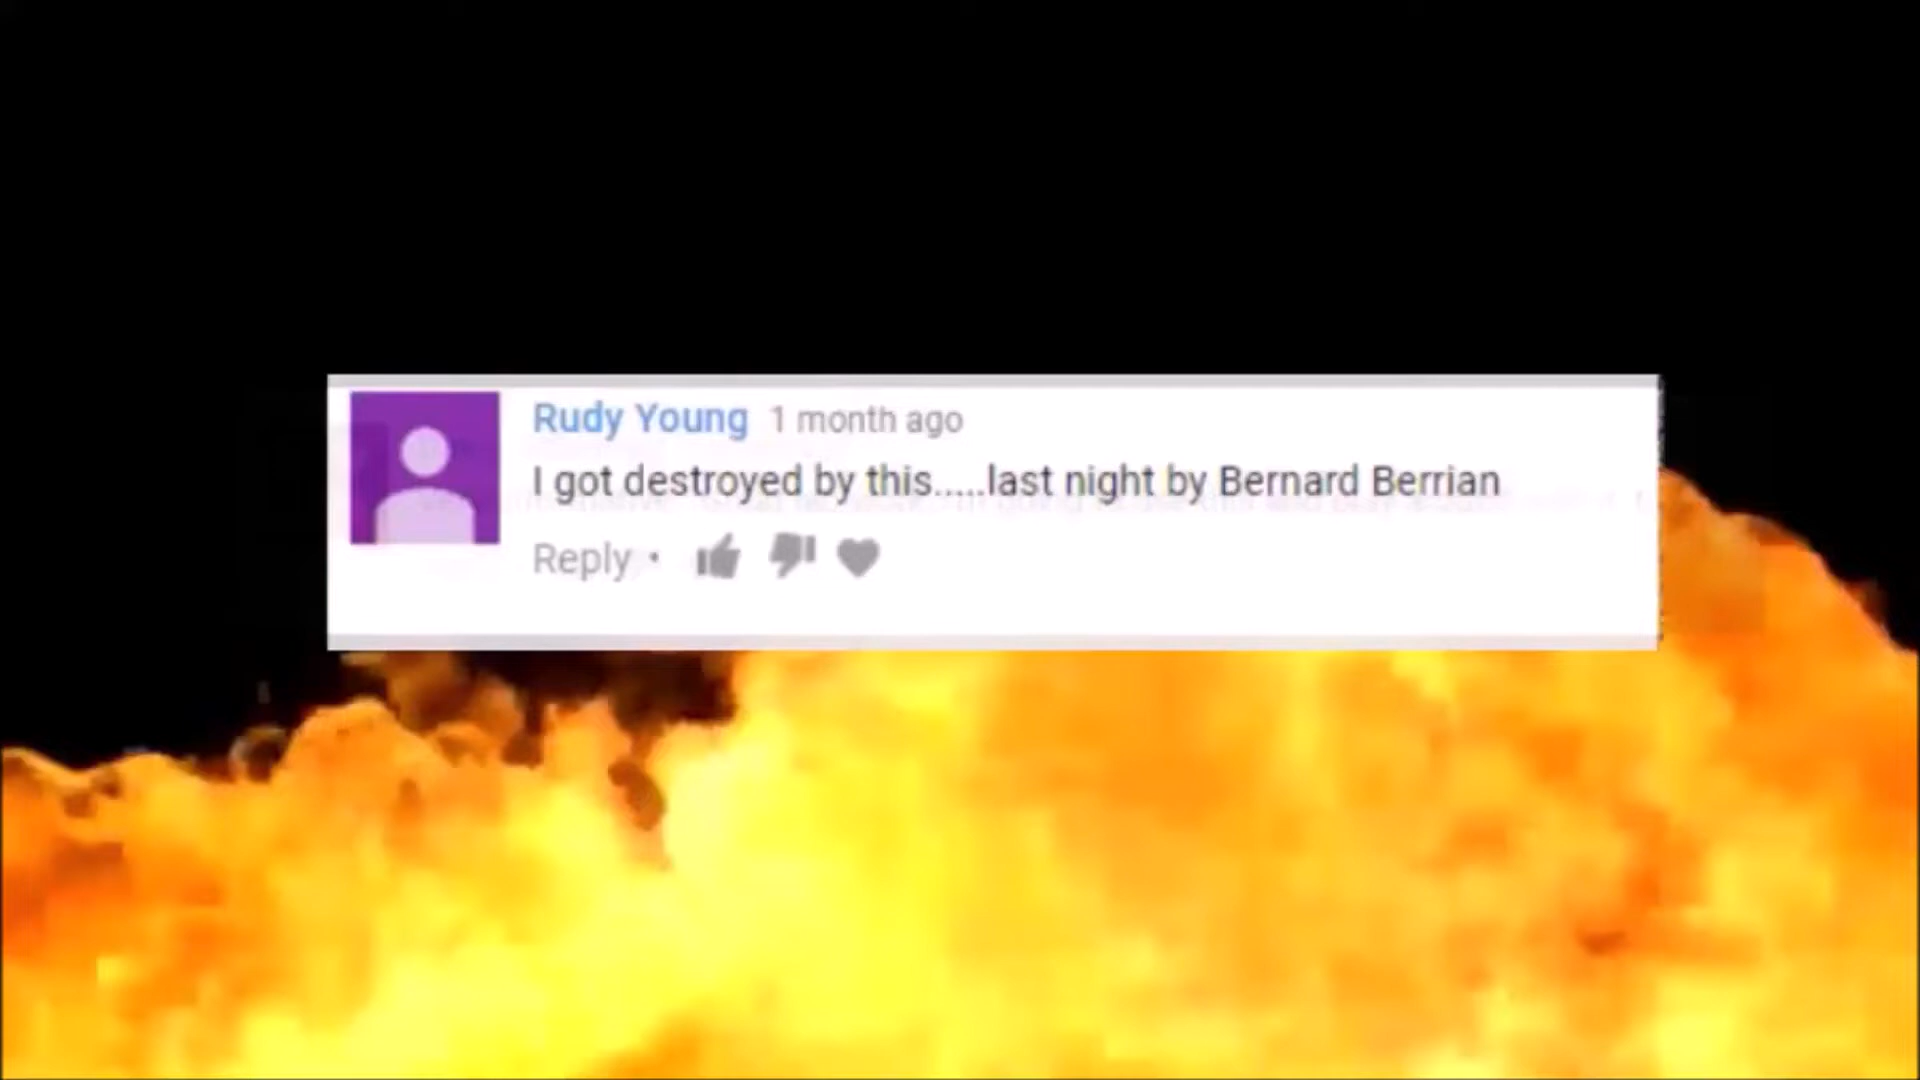 Rudy Young 1 month ago
I got destroyed by this.....last night by Bernard Berrian
Reply •